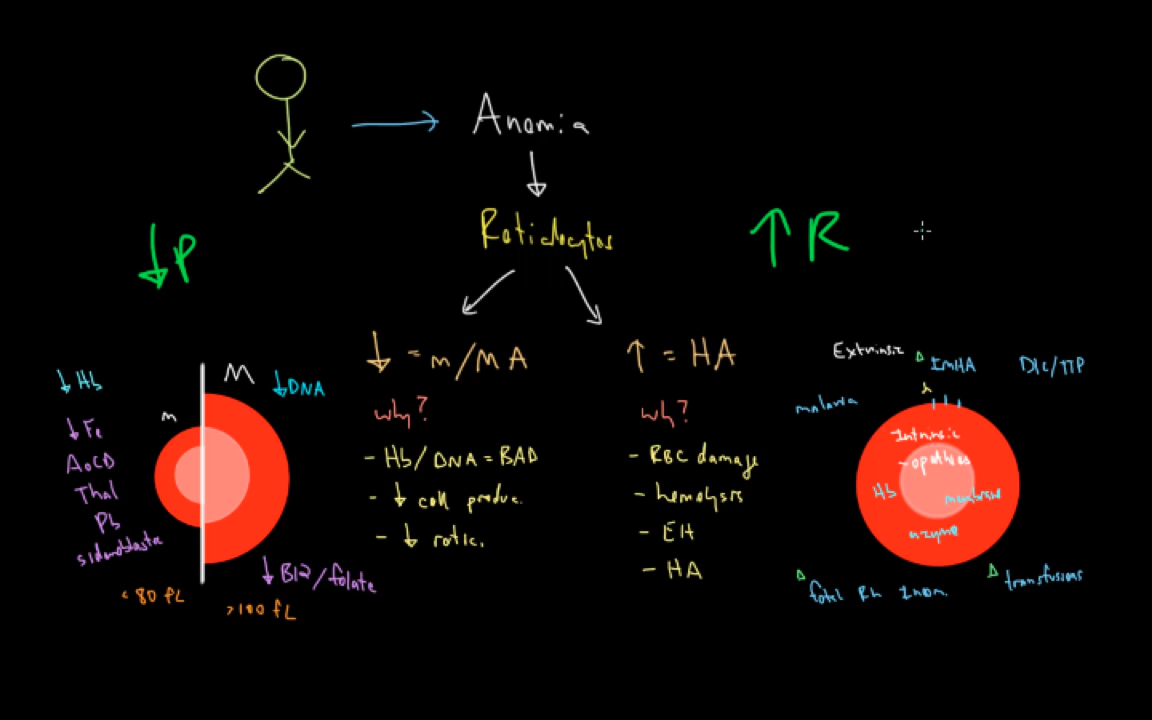 Anemia
Reticlocytes
↓P
↑R
↓ = m/MA
↑ = HA
why?
- Hb/DNA = BAD
- ↓ cell produc.
- ↓ retic.
why?
- RBC damage
- hemolysis
- EH
- HA
↓Hb
M
↓DNA
m
↓Fe
AoCD
Thal
Pb
sideroblastic
↓B12/folate
<80 fL
>100 fL
Extrinsic
IMHA
DIC/TTP
malaria
Intrinsic
-opathies
Hb
membrane
enzyme
fetal Rh Incom.
transfusions